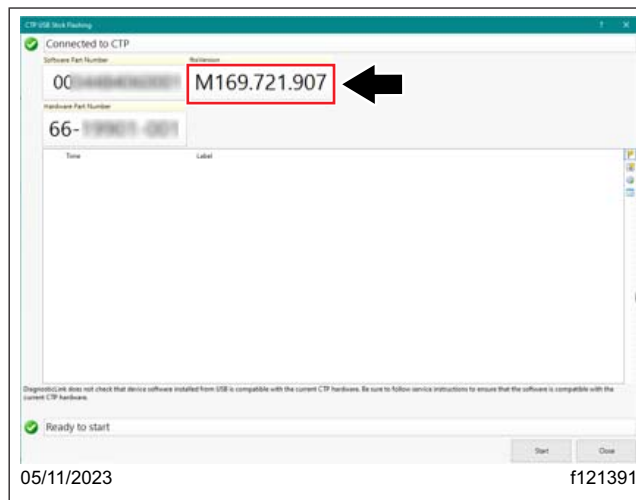 CTP USB Stick Flashing
Connected to CTP
Software Part Number
RoVersion
00
M169.721.907
Hardware Part Number
66-
Time Label
DiagnosticLink does not check that device software installed from USB is compatible with the current CTP hardware. Be sure to follow service instructions to ensure that the software is compatible with the
current CTP hardware.
Ready to start
Start Close
05/11/2023 f121391